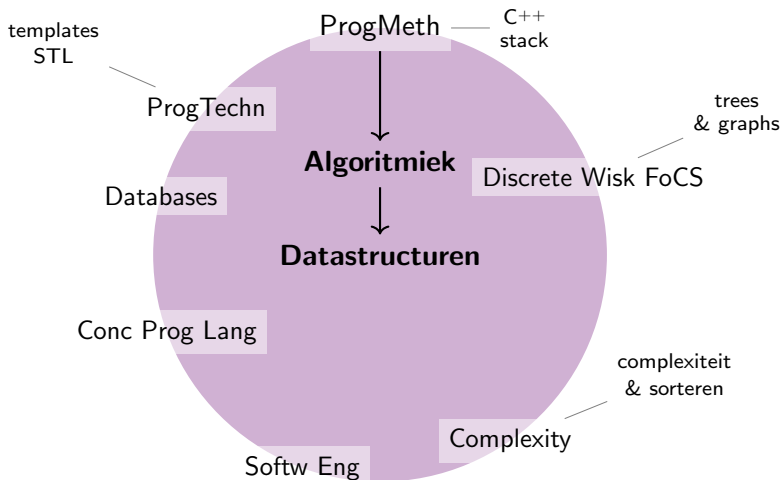 ProgMeth
C++
stack
templates
STL
ProgTechn
trees
& graphs
Algoritmiek
Discrete Wisk FoCS
Databases
Datastructuren
Conc Prog Lang
complexiteit
& sorteren
Complexity
Softw Eng